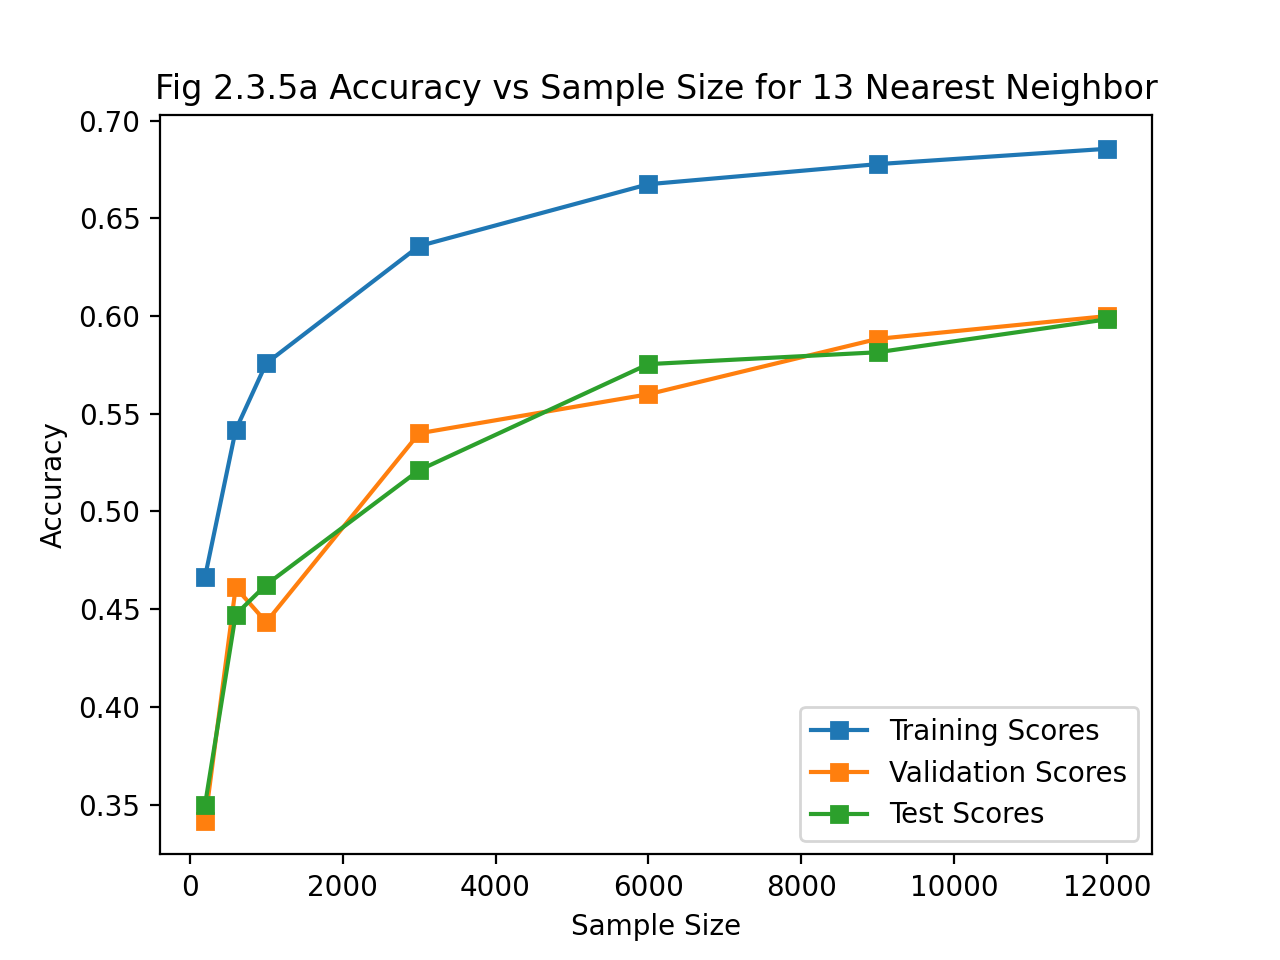 Fig 2.3.5a Accuracy vs Sample Size for 13 Nearest Neighbor
0.70
0.65
0.60
0.55
0.50
0.45
0.40
0.35
Accuracy
Training Scores
Validation Scores
Test Scores
0 2000 4000 6000 8000 10000 12000
Sample Size